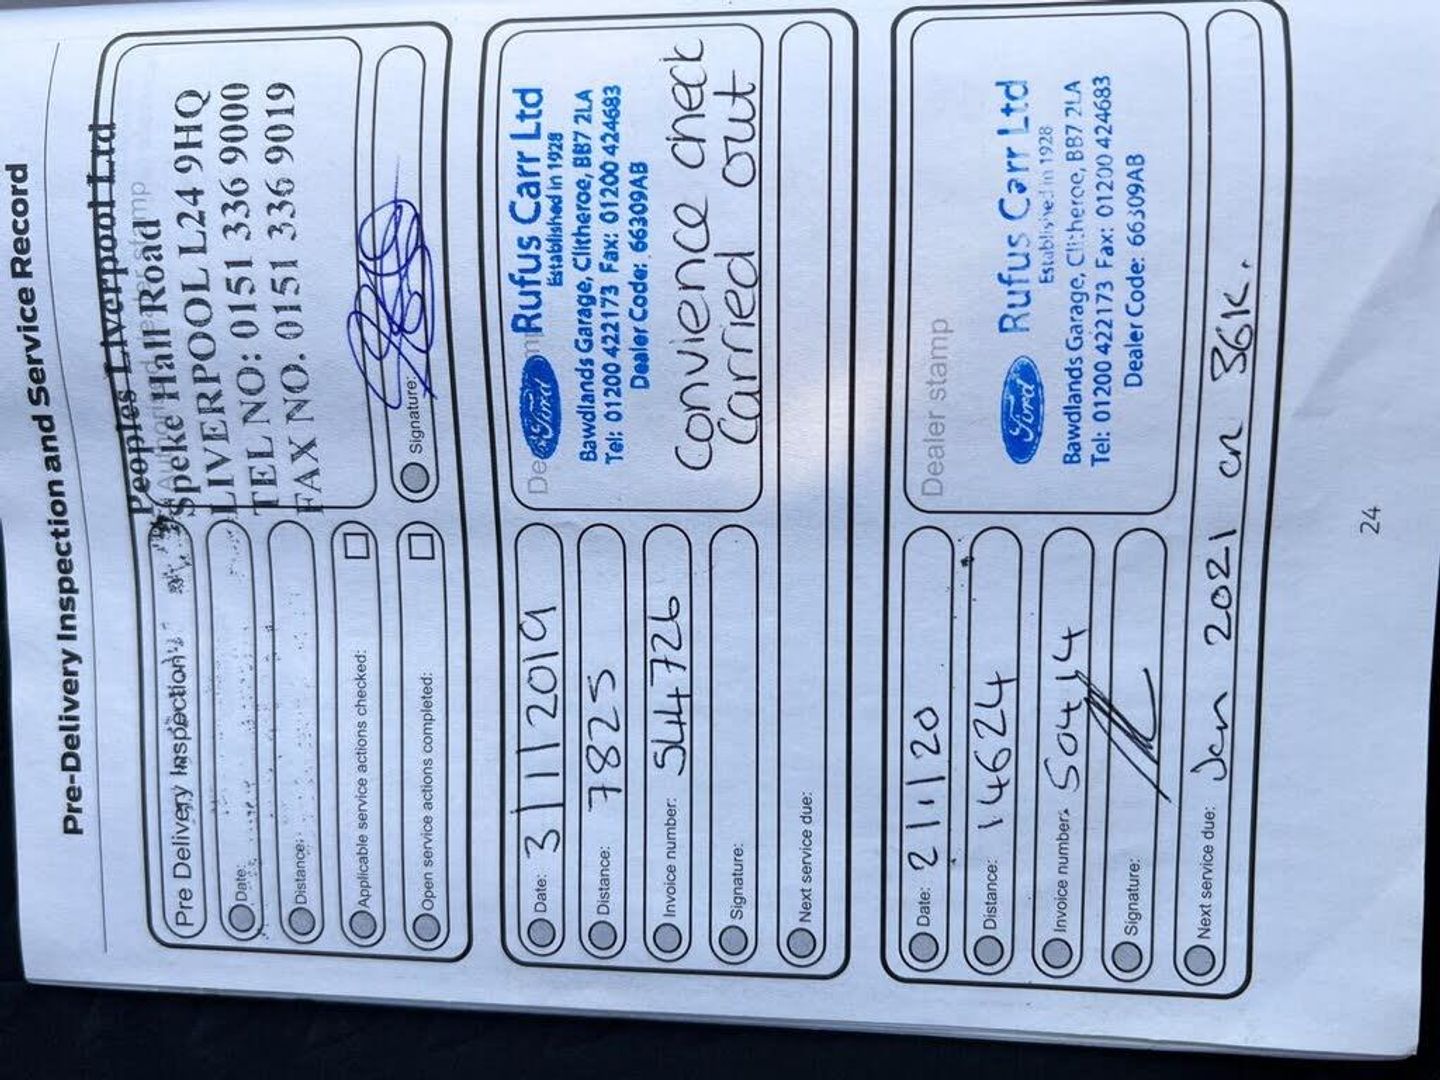 Pre-Delivery Inspection and Service Record
Pre Delivery Inspection
Peoples Liverpool Ltd
Speke Hall Road
LIVERPOOL L24 9HQ
TEL NO: 0151 336 9000
FAX NO. 0151 336 9019
Date:
Distance:
Applicable service actions checked:
Open service actions completed:
Signature:
Date: 3/1/2019
Distance: 7825
Invoice number: 544726
Signature:
Next service due:
Ford
Rufus Carr Ltd
Established in 1928
Bawdlands Garage, Clitheroe, BB7 2LA
Tel: 01200 422173 Fax: 01200 424683
Dealer Code: 66309AB
Convience check
Carried out
Date: 21120
Distance: 14624
Invoice number: 50414
Signature:
Next service due: Jan 2021 or 36K.
Dealer stamp
Ford
Rufus Carr Ltd
Established in 1928
Bawdlands Garage, Clitheroe, BB7 2LA
Tel: 01200 422173 Fax: 01200 424683
Dealer Code: 66309AB
24